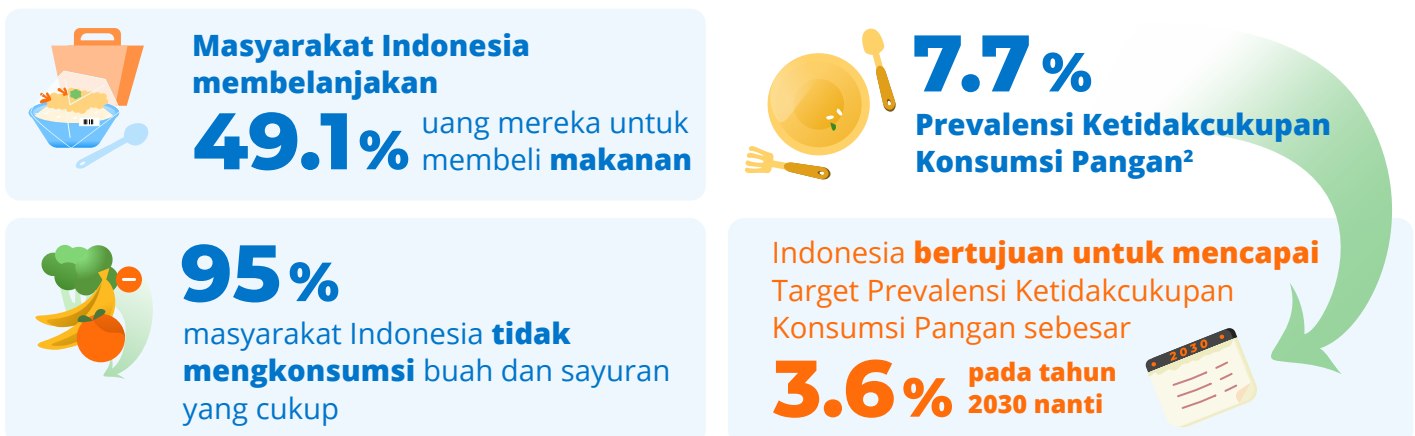 Masyarakat Indonesia
membelanjakan
49.1% uang mereka untuk
membeli makanan
7.7%
Prevalensi Ketidakcukupan
Konsumsi Pangan²
95%
masyarakat Indonesia tidak
mengkonsumsi buah dan sayuran
yang cukup
Indonesia bertujuan untuk mencapai
Target Prevalensi Ketidakcukupan
Konsumsi Pangan sebesar
3.6% pada tahun
2030 nanti
2030